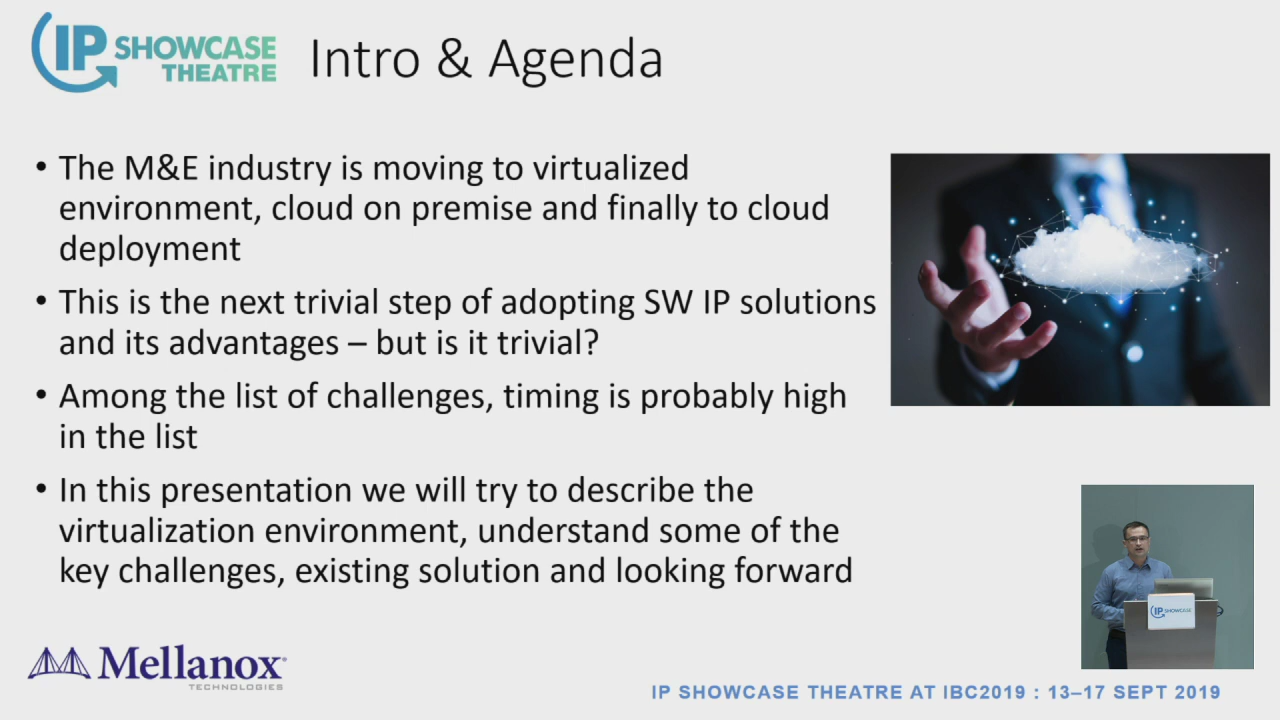 IP SHOWCASE
THEATRE
Intro & Agenda
• The M&E industry is moving to virtualized
environment, cloud on premise and finally to cloud
deployment
• This is the next trivial step of adopting SW IP solutions
and its advantages – but is it trivial?
• Among the list of challenges, timing is probably high
in the list
• In this presentation we will try to describe the
virtualization environment, understand some of the
key challenges, existing solution and looking forward
IP SHOWCASE
Mellanox
TECHNOLOGIES
IP SHOWCASE THEATRE AT IBC2019 : 13–17 SEPT 2019